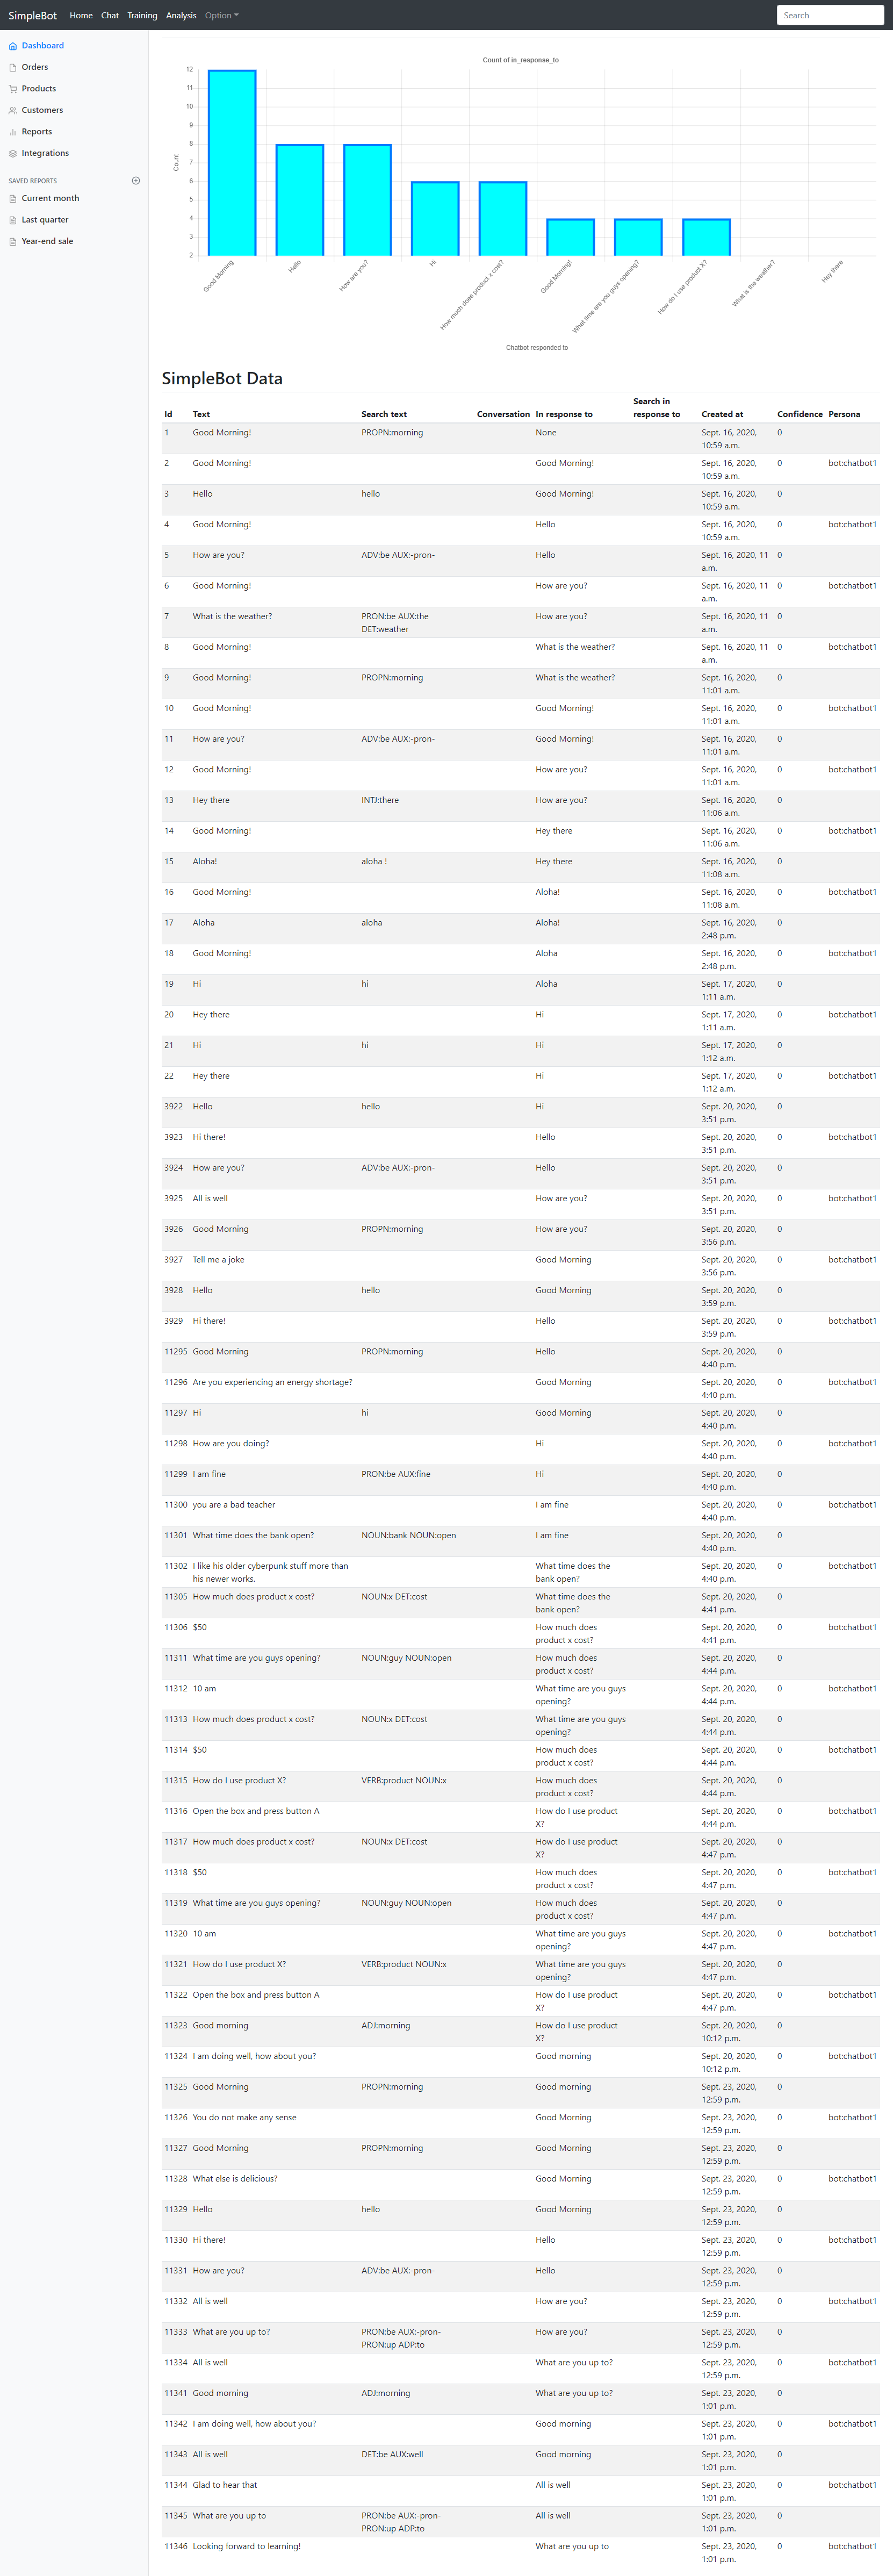 SimpleBot Home Chat Training Analysis Option Search
Dashboard
Orders
Products
Customers
Reports
Integrations
SAVED REPORTS
Current month
Last quarter
Year-end sale
Count of in_response_to
12
11
10
9
8
7
6
5
4
3
2
Count
Good Morning
Hello
How are you?
Hi
How much does product x cost?
Good Morning!
What time are you guys opening?
How do I use product X?
What is the weather?
Hey there
Chatbot responded to
SimpleBot Data
Search in
Id Text Search text Conversation In response to response to Created at Confidence Persona
1 Good Morning! PROPN:morning None Sept. 16, 2020, 0
10:59 a.m.
2 Good Morning! Good Morning! Sept. 16, 2020, 0 bot:chatbot1
10:59 a.m.
3 Hello hello Good Morning! Sept. 16, 2020, 0
10:59 a.m.
4 Good Morning! Hello Sept. 16, 2020, 0 bot:chatbot1
10:59 a.m.
5 How are you? ADV:be AUX:-pron- Hello Sept. 16, 2020, 11 0
a.m.
6 Good Morning! How are you? Sept. 16, 2020, 11 0 bot:chatbot1
a.m.
7 What is the weather? PRON:be AUX:the How are you? Sept. 16, 2020, 11 0
DET:weather a.m.
8 Good Morning! What is the weather? Sept. 16, 2020, 11 0 bot:chatbot1
a.m.
9 Good Morning! PROPN:morning What is the weather? Sept. 16, 2020, 0
11:01 a.m.
10 Good Morning! Good Morning! Sept. 16, 2020, 0 bot:chatbot1
11:01 a.m.
11 How are you? ADV:be AUX:-pron- Good Morning! Sept. 16, 2020, 0
11:01 a.m.
12 Good Morning! How are you? Sept. 16, 2020, 0 bot:chatbot1
11:01 a.m.
13 Hey there INTJ:there How are you? Sept. 16, 2020, 0
11:06 a.m.
14 Good Morning! Hey there Sept. 16, 2020, 0 bot:chatbot1
11:06 a.m.
15 Aloha! aloha ! Hey there Sept. 16, 2020, 0
11:08 a.m.
16 Good Morning! Aloha! Sept. 16, 2020, 0 bot:chatbot1
11:08 a.m.
17 Aloha aloha Aloha! Sept. 16, 2020, 0
2:48 p.m.
18 Good Morning! Aloha Sept. 16, 2020, 0 bot:chatbot1
2:48 p.m.
19 Hi hi Aloha Sept. 17, 2020, 0
1:11 a.m.
20 Hey there Hi Sept. 17, 2020, 0 bot:chatbot1
1:11 a.m.
21 Hi hi Hi Sept. 17, 2020, 0
1:12 a.m.
22 Hey there Hi Sept. 17, 2020, 0 bot:chatbot1
1:12 a.m.
3922 Hello hello Hi Sept. 20, 2020, 0
3:51 p.m.
3923 Hi there! Hello Sept. 20, 2020, 0 bot:chatbot1
3:51 p.m.
3924 How are you? ADV:be AUX:-pron- Hello Sept. 20, 2020, 0
3:51 p.m.
3925 All is well How are you? Sept. 20, 2020, 0 bot:chatbot1
3:51 p.m.
3926 Good Morning PROPN:morning How are you? Sept. 20, 2020, 0
3:56 p.m.
3927 Tell me a joke Good Morning Sept. 20, 2020, 0 bot:chatbot1
3:56 p.m.
3928 Hello hello Good Morning Sept. 20, 2020, 0
3:59 p.m.
3929 Hi there! Hello Sept. 20, 2020, 0 bot:chatbot1
3:59 p.m.
11295 Good Morning PROPN:morning Hello Sept. 20, 2020, 0
4:40 p.m.
11296 Are you experiencing an energy shortage? Good Morning Sept. 20, 2020, 0 bot:chatbot1
4:40 p.m.
11297 Hi hi Good Morning Sept. 20, 2020, 0
4:40 p.m.
11298 How are you doing? Hi Sept. 20, 2020, 0 bot:chatbot1
4:40 p.m.
11299 I am fine PRON:be AUX:fine Hi Sept. 20, 2020, 0
4:40 p.m.
11300 you are a bad teacher I am fine Sept. 20, 2020, 0 bot:chatbot1
4:40 p.m.
11301 What time does the bank open? NOUN:bank NOUN:open I am fine Sept. 20, 2020, 0
4:40 p.m.
11302 I like his older cyberpunk stuff more than What time does the Sept. 20, 2020, 0 bot:chatbot1
his newer works. bank open? 4:40 p.m.
11305 How much does product x cost? NOUN:x DET:cost What time does the Sept. 20, 2020, 0
bank open? 4:41 p.m.
11306 $50 How much does Sept. 20, 2020, 0 bot:chatbot1
product x cost? 4:41 p.m.
11311 What time are you guys opening? NOUN:guy NOUN:open How much does Sept. 20, 2020, 0
product x cost? 4:44 p.m.
11312 10 am What time are you guys Sept. 20, 2020, 0 bot:chatbot1
opening? 4:44 p.m.
11313 How much does product x cost? NOUN:x DET:cost What time are you guys Sept. 20, 2020, 0
opening? 4:44 p.m.
11314 $50 How much does Sept. 20, 2020, 0 bot:chatbot1
product x cost? 4:44 p.m.
11315 How do I use product X? VERB:product NOUN:x How much does Sept. 20, 2020, 0
product x cost? 4:44 p.m.
11316 Open the box and press button A How do I use product Sept. 20, 2020, 0 bot:chatbot1
X? 4:44 p.m.
11317 How much does product x cost? NOUN:x DET:cost How do I use product Sept. 20, 2020, 0
X? 4:47 p.m.
11318 $50 How much does Sept. 20, 2020, 0 bot:chatbot1
product x cost? 4:47 p.m.
11319 What time are you guys opening? NOUN:guy NOUN:open How much does Sept. 20, 2020, 0
product x cost? 4:47 p.m.
11320 10 am What time are you guys Sept. 20, 2020, 0 bot:chatbot1
opening? 4:47 p.m.
11321 How do I use product X? VERB:product NOUN:x What time are you guys Sept. 20, 2020, 0
opening? 4:47 p.m.
11322 Open the box and press button A How do I use product Sept. 20, 2020, 0 bot:chatbot1
X? 4:47 p.m.
11323 Good morning ADJ:morning How do I use product Sept. 20, 2020, 0
X? 10:12 p.m.
11324 I am doing well, how about you? Good morning Sept. 20, 2020, 0 bot:chatbot1
10:12 p.m.
11325 Good Morning PROPN:morning Good morning Sept. 23, 2020, 0
12:59 p.m.
11326 You do not make any sense Good Morning Sept. 23, 2020, 0 bot:chatbot1
12:59 p.m.
11327 Good Morning PROPN:morning Good Morning Sept. 23, 2020, 0
12:59 p.m.
11328 What else is delicious? Good Morning Sept. 23, 2020, 0 bot:chatbot1
12:59 p.m.
11329 Hello hello Good Morning Sept. 23, 2020, 0
12:59 p.m.
11330 Hi there! Hello Sept. 23, 2020, 0 bot:chatbot1
12:59 p.m.
11331 How are you? ADV:be AUX:-pron- Hello Sept. 23, 2020, 0
12:59 p.m.
11332 All is well How are you? Sept. 23, 2020, 0 bot:chatbot1
12:59 p.m.
11333 What are you up to? PRON:be AUX:-pron- How are you? Sept. 23, 2020, 0
PRON:up ADP:to 12:59 p.m.
11334 All is well What are you up to? Sept. 23, 2020, 0 bot:chatbot1
12:59 p.m.
11341 Good morning ADJ:morning What are you up to? Sept. 23, 2020, 0
1:01 p.m.
11342 I am doing well, how about you? Good morning Sept. 23, 2020, 0 bot:chatbot1
1:01 p.m.
11343 All is well DET:be AUX:well Good morning Sept. 23, 2020, 0
1:01 p.m.
11344 Glad to hear that All is well Sept. 23, 2020, 0 bot:chatbot1
1:01 p.m.
11345 What are you up to PRON:be AUX:-pron- All is well Sept. 23, 2020, 0
PRON:up ADP:to 1:01 p.m.
11346 Looking forward to learning! What are you up to Sept. 23, 2020, 0 bot:chatbot1
1:01 p.m.